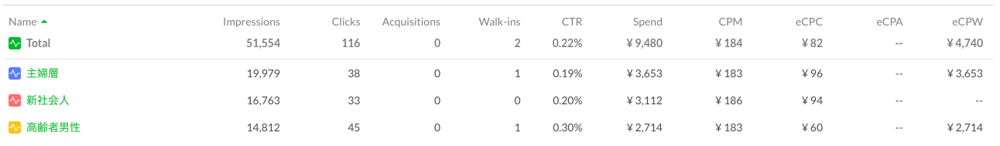 Name Impressions Clicks Acquisitions Walk-ins CTR Spend CPM eCPC eCPA eCPW
Total 51,554 116 0 2 0.22% ¥ 9,480 ¥ 184 ¥ 82 -- ¥ 4,740
主婦層 19,979 38 0 1 0.19% ¥ 3,653 ¥ 183 ¥ 96 -- ¥ 3,653
新社会人 16,763 33 0 0 0.20% ¥ 3,112 ¥ 186 ¥ 94 -- --
高齢者男性 14,812 45 0 1 0.30% ¥ 2,714 ¥ 183 ¥ 60 -- ¥ 2,714